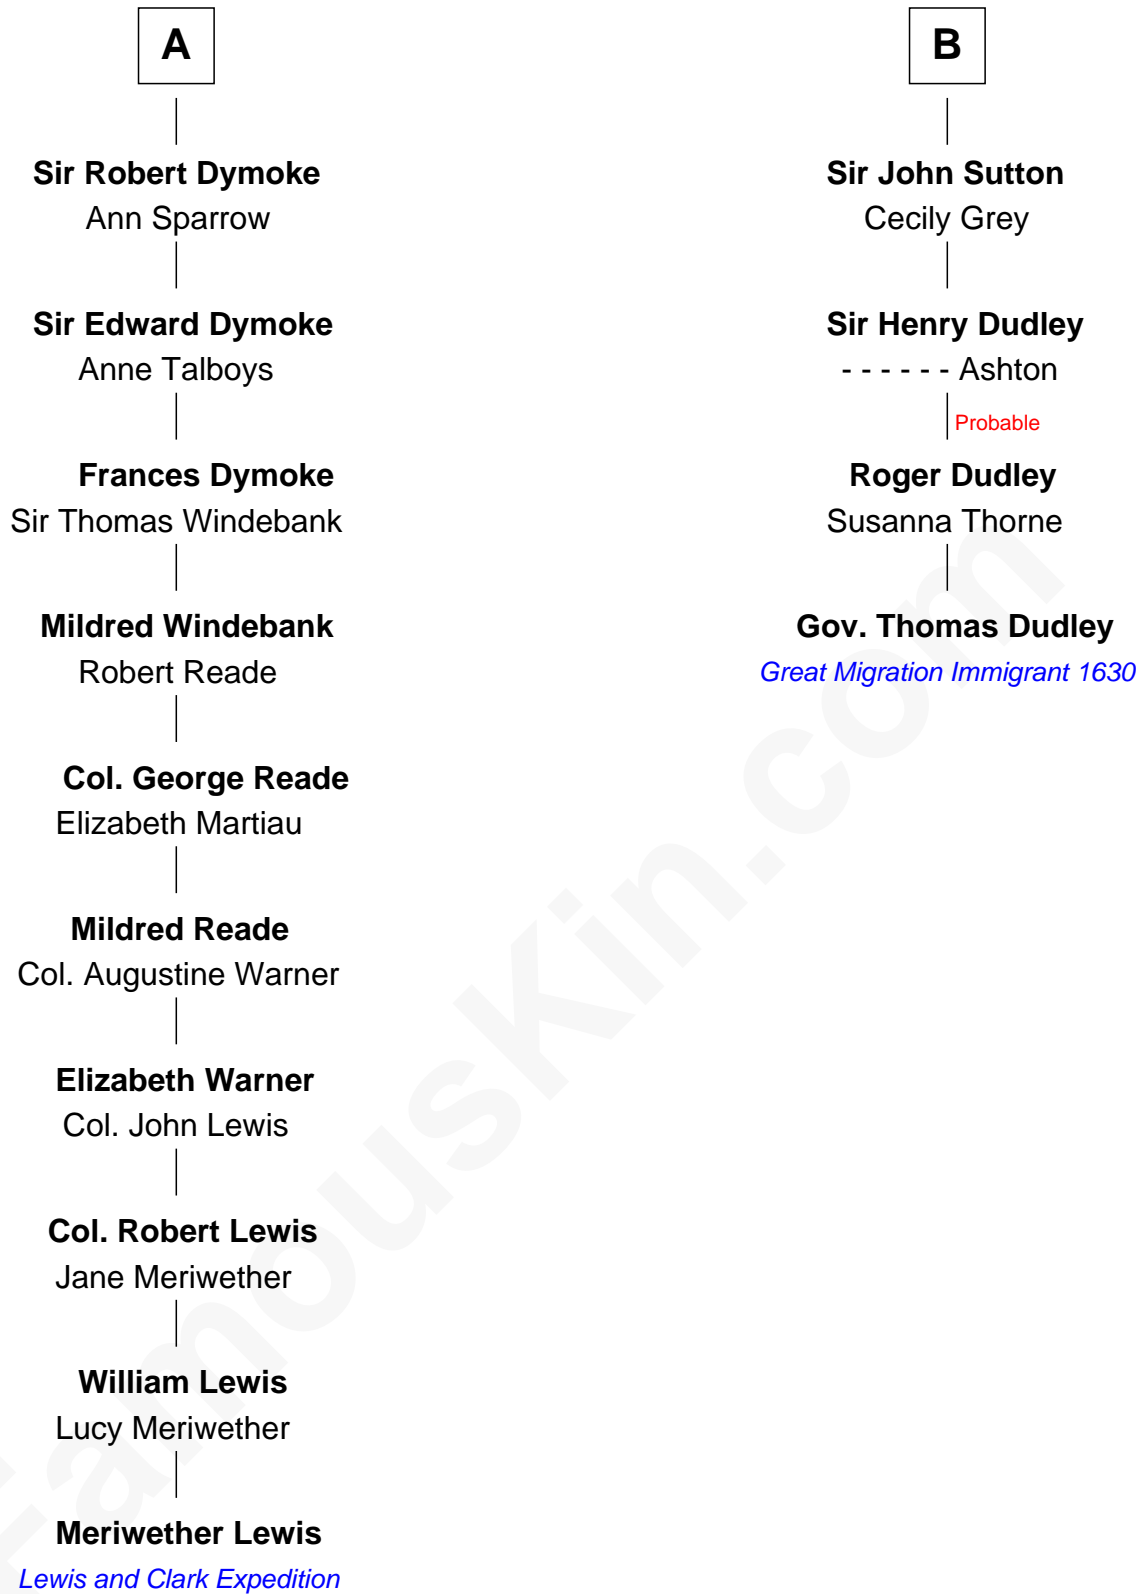 A
Sir Robert Dymoke
Ann Sparrow
Sir Edward Dymoke
Anne Talboys
Frances Dymoke
Sir Thomas Windebank
Mildred Windebank
Robert Reade
Col. George Reade
Elizabeth Martiau
Mildred Reade
Col. Augustine Warner
Elizabeth Warner
Col. John Lewis
Col. Robert Lewis
Jane Meriwether
William Lewis
Lucy Meriwether
Meriwether Lewis
Lewis and Clark Expedition
B
Sir John Sutton
Cecily Grey
Sir Henry Dudley
- - - - - - Ashton
Probable
Roger Dudley
Susanna Thorne
Gov. Thomas Dudley
Great Migration Immigrant 1630
FamousKin.com